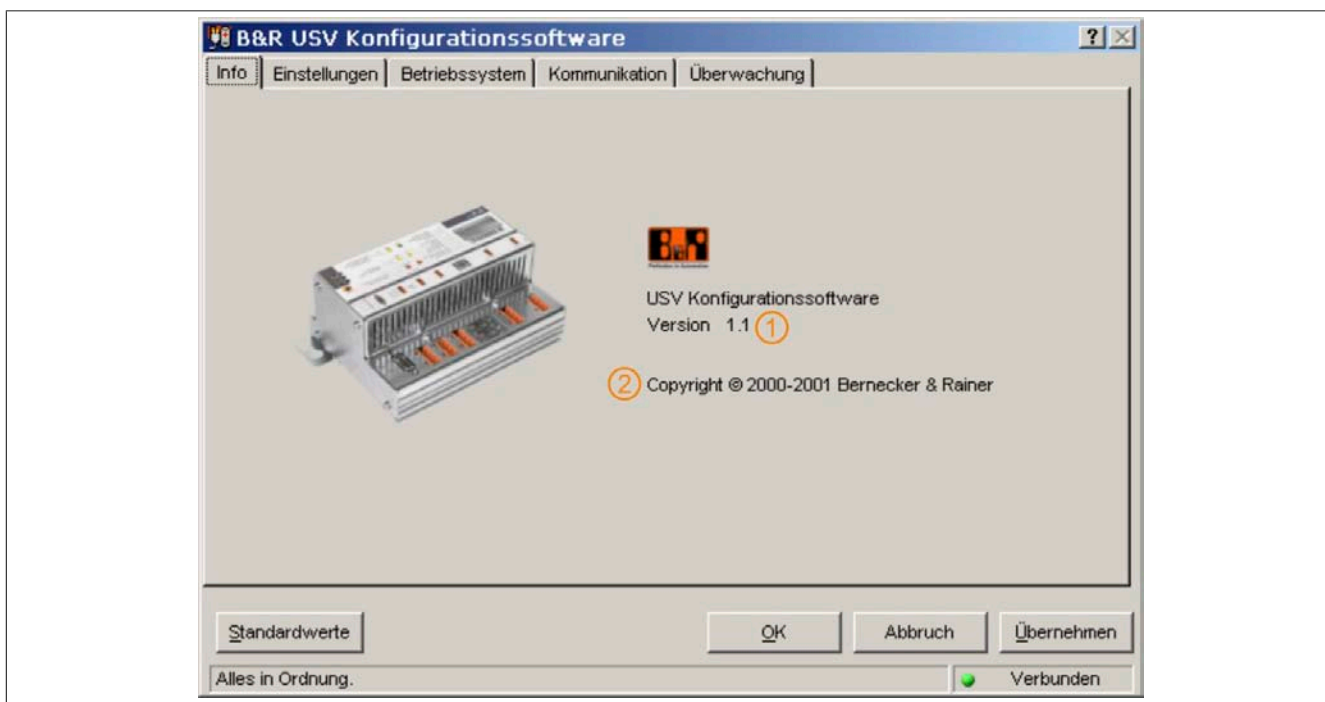 B&R USV Konfigurationssoftware
Info Einstellungen Betriebssystem Kommunikation Überwachung
B&R
USV Konfigurationssoftware
Version 1.1 1
2 Copyright © 2000-2001 Bernecker & Rainer
Standardwerte OK Abbruch Übernehmen
Alles in Ordnung. Verbunden